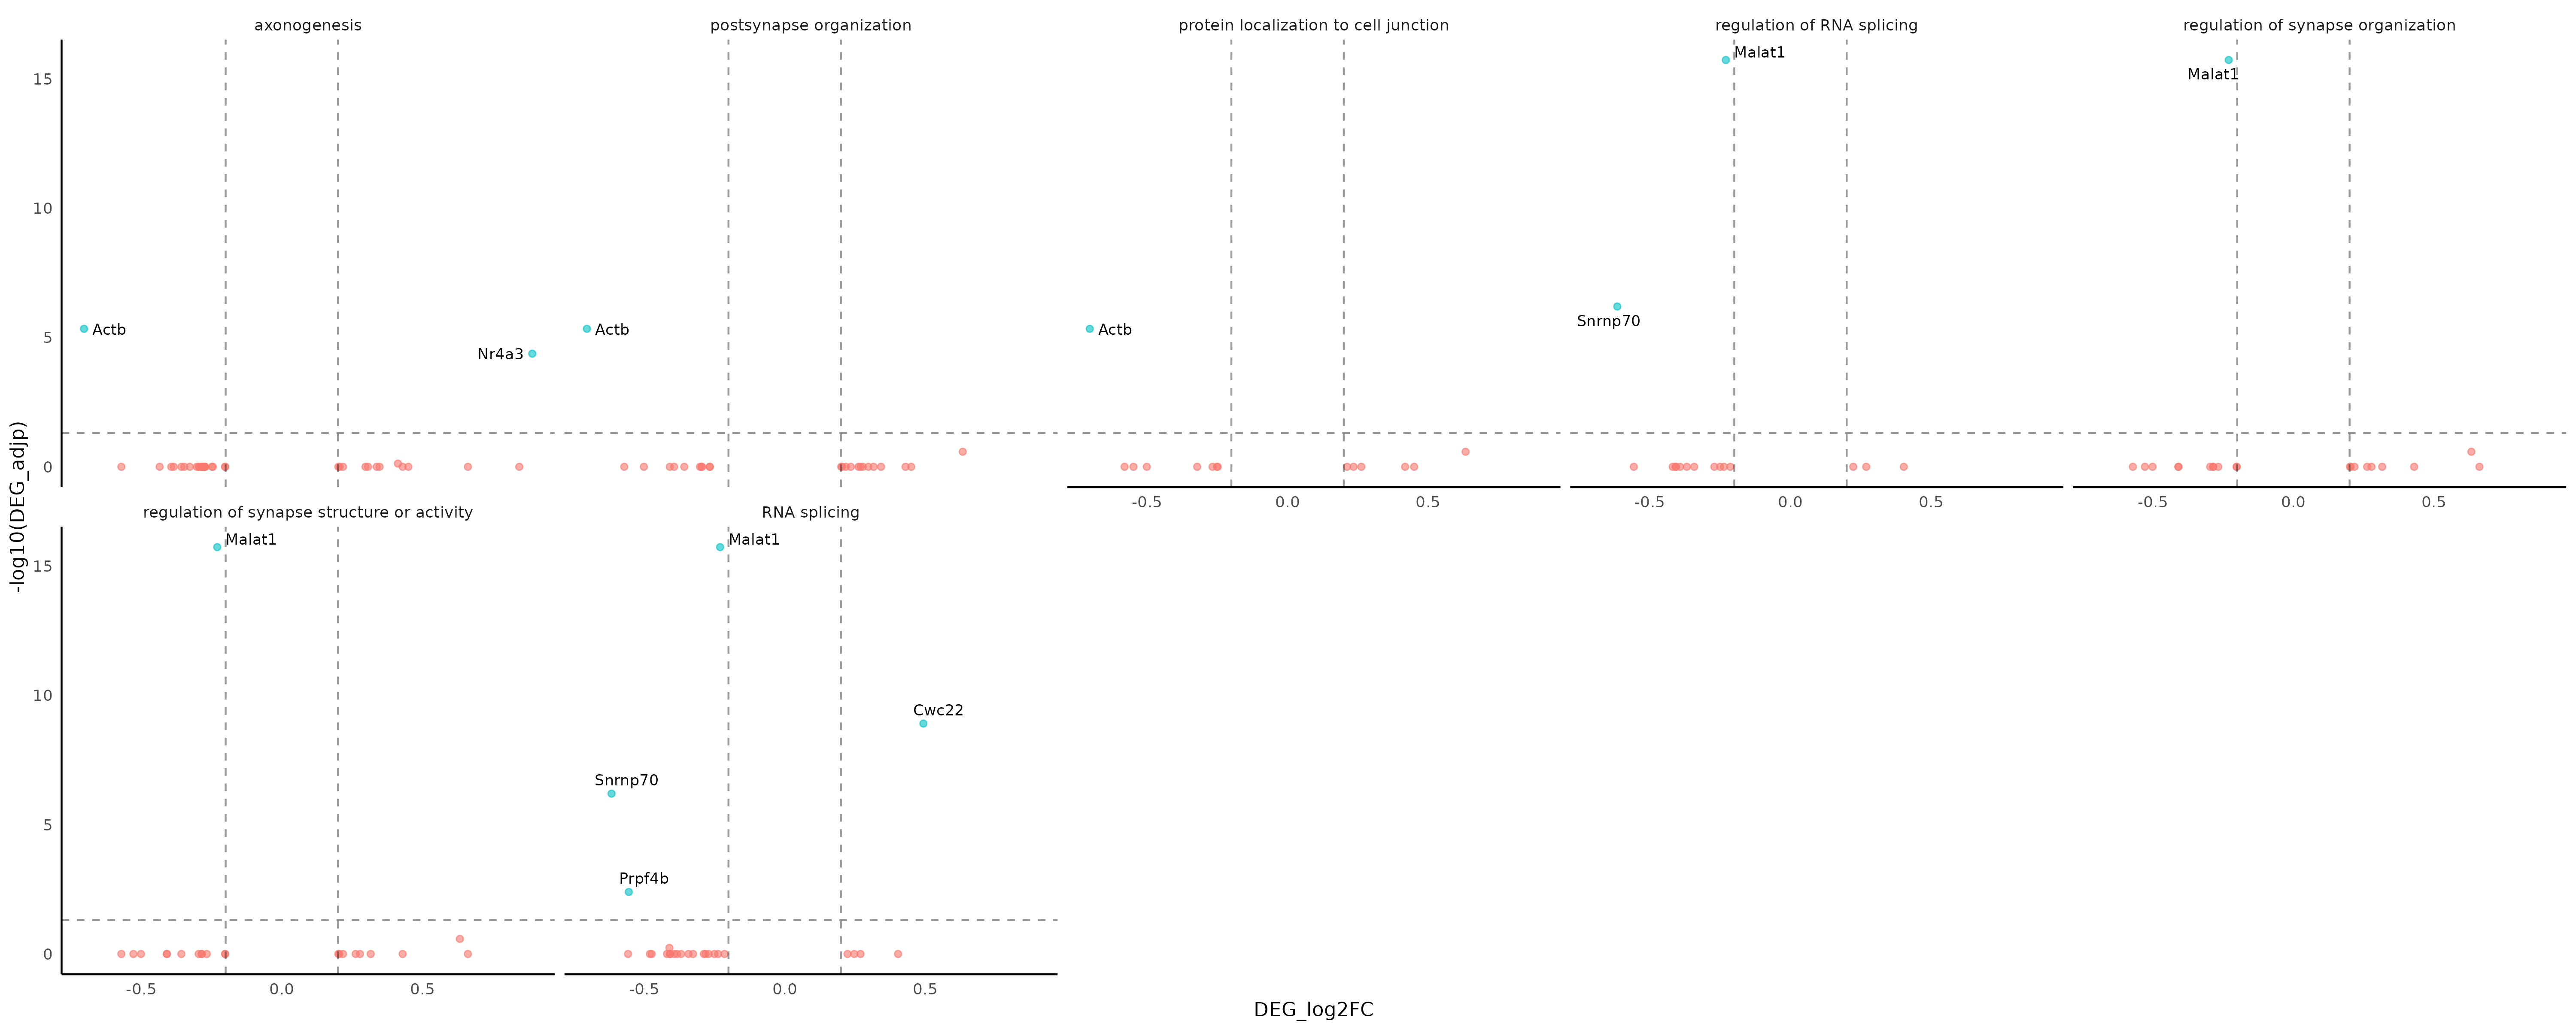 axonogenesis
postsynapse organization
protein localization to cell junction
regulation of RNA splicing
regulation of synapse organization
15
10
5
0
Actb
Nr4a3
Actb
Actb
Malat1
Snrnp70
Malat1
-0.5
0.0
0.5
-0.5
0.0
0.5
-0.5
0.0
0.5
-log10(DEG_adjp)
regulation of synapse structure or activity
RNA splicing
15
10
5
0
Malat1
Malat1
Cwc22
Snrnp70
Prpf4b
-0.5
0.0
0.5
-0.5
0.0
0.5
DEG_log2FC